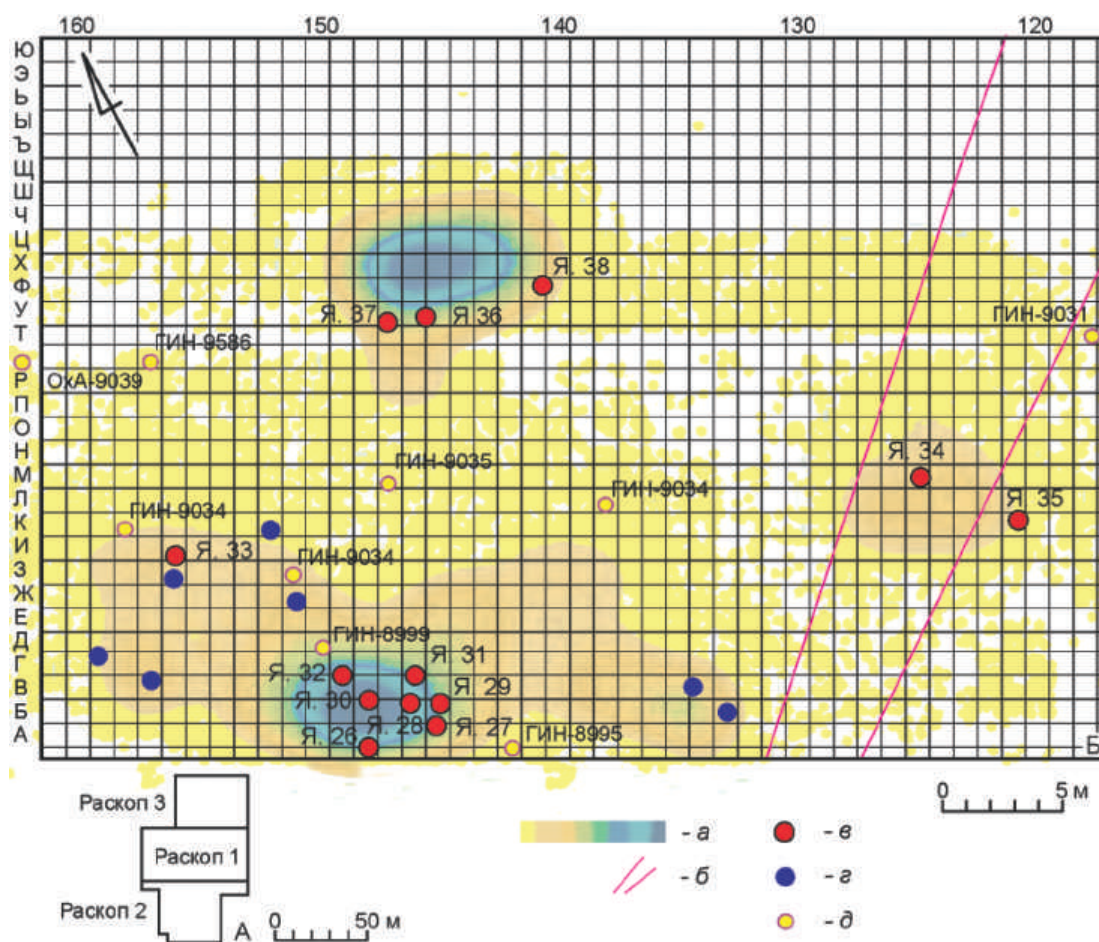 160 150 140 130 120
Ю
Э
Ь
Ы
Ъ
Щ
Ш
Ч
Ц
Х
Ф
У
Т
Р
П
О
Н
М
Л
К
И
З
Ж
Е
Д
Г
В
Б
А
Я. 38
Я. 37 Я. 36
ГИН-9031
ГИН-9586
ОхА-9039
Я. 34
ГИН-9035
ГИН-9034
Я. 35
ГИН-9034
Я. 33
ГИН-9034
ГИН-8999
Я. 31
Я. 32
Я. 29
Я. 30
Я. 28 Я. 27
Я. 26
ГИН-8995
Б
0 5 м
Раскоп 3
Раскоп 1
Раскоп 2
А
0 50 м
- а
- б
- в
- г
- д